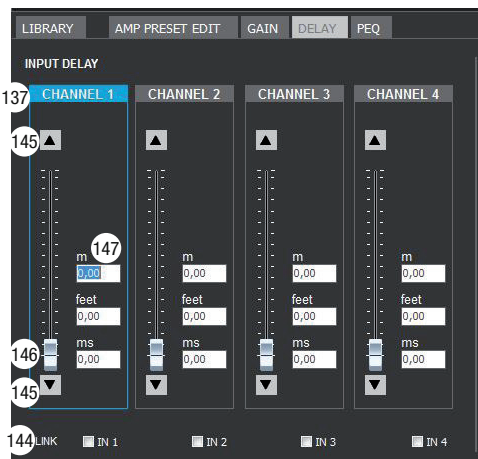 LIBRARY AMP PRESET EDIT GAIN DELAY PEQ
INPUT DELAY
137 CHANNEL 1 CHANNEL 2 CHANNEL 3 CHANNEL 4
145
147
m m m m
0,00 0,00 0,00 0,00
feet feet feet feet
0,00 0,00 0,00 0,00
ms ms ms ms
146 0,00 0,00 0,00 0,00
145
144 LINK IN 1 IN 2 IN 3 IN 4